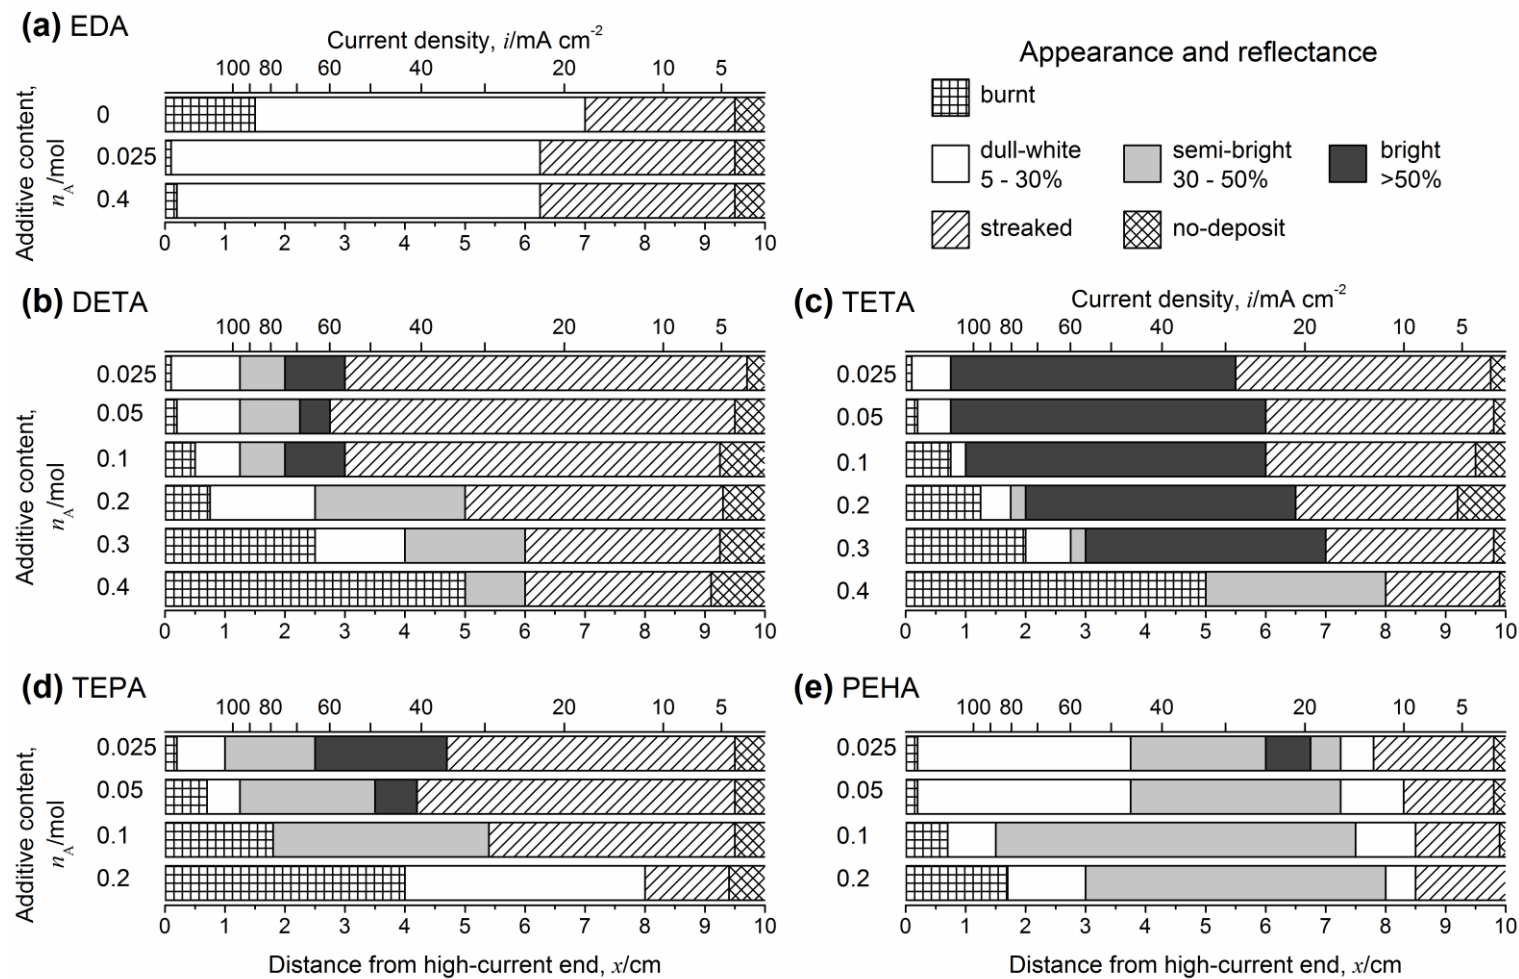 (a) EDA
Current density, i/mA cm-2
100 80 60 40 20 10 5
Additive content,
nA/mol
0
0.025
0.4
0 1 2 3 4 5 6 7 8 9 10
Appearance and reflectance
burnt
dull-white
5 - 30%
semi-bright
30 - 50%
bright
>50%
streaked
no-deposit
(b) DETA
100 80 60 40 20 10 5
Additive content,
nA/mol
0.025
0.05
0.1
0.2
0.3
0.4
0 1 2 3 4 5 6 7 8 9 10
(c) TETA
Current density, i/mA cm-2
100 80 60 40 20 10 5
0.025
0.05
0.1
0.2
0.3
0.4
0 1 2 3 4 5 6 7 8 9 10
(d) TEPA
100 80 60 40 20 10 5
Additive content,
nA/mol
0.025
0.05
0.1
0.2
0 1 2 3 4 5 6 7 8 9 10
Distance from high-current end, x/cm
(e) PEHA
100 80 60 40 20 10 5
0.025
0.05
0.1
0.2
0 1 2 3 4 5 6 7 8 9 10
Distance from high-current end, x/cm